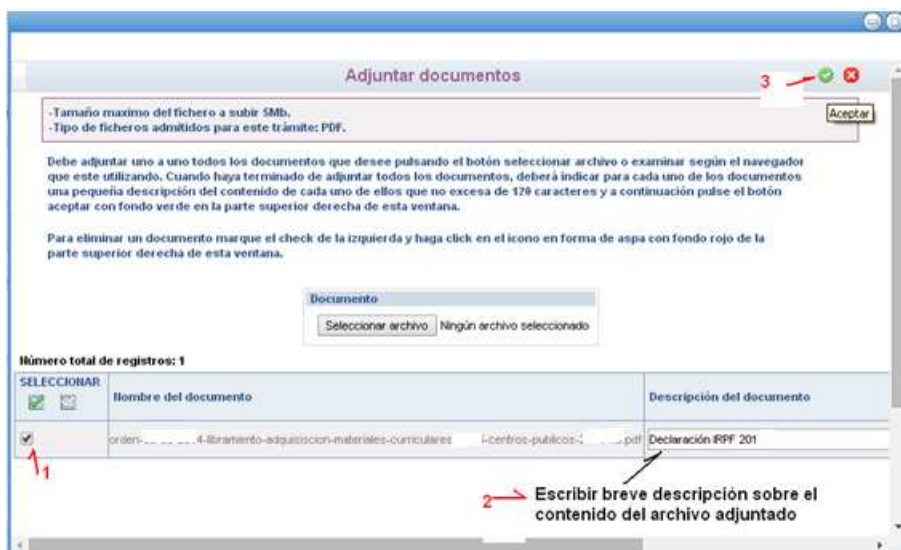 Adjuntar documentos
3
Aceptar
-Tamaño maximo del fichero a subir 5Mb.
-Tipo de ficheros admitidos para este trámite: PDF.
Debe adjuntar uno a uno todos los documentos que desee pulsando el botón seleccionar archivo o examinar según el navegador
que este utilizando. Cuando haya terminado de adjuntar todos los documentos, deberá indicar para cada uno de los documentos
una pequeña descripción del contenido de cada uno de ellos que no excesa de 120 caracteres y a continuación pulse el botón
aceptar con fondo verde en la parte superior derecha de esta ventana.
Para eliminar un documento marque el check de la izquierda y haga click en el icono en forma de aspa con fondo rojo de la
parte superior derecha de esta ventana.
Documento
Seleccionar archivo Ningún archivo seleccionado
Número total de registros: 1
SELECCIONAR
Nombre del documento
Descripción del documento
orden- 4-libramiento-adquisiscion-materiales-curriculares -centros-publicos- .pdf
Declaración IRPF 201
1
2
Escribir breve descripción sobre el
contenido del archivo adjuntado